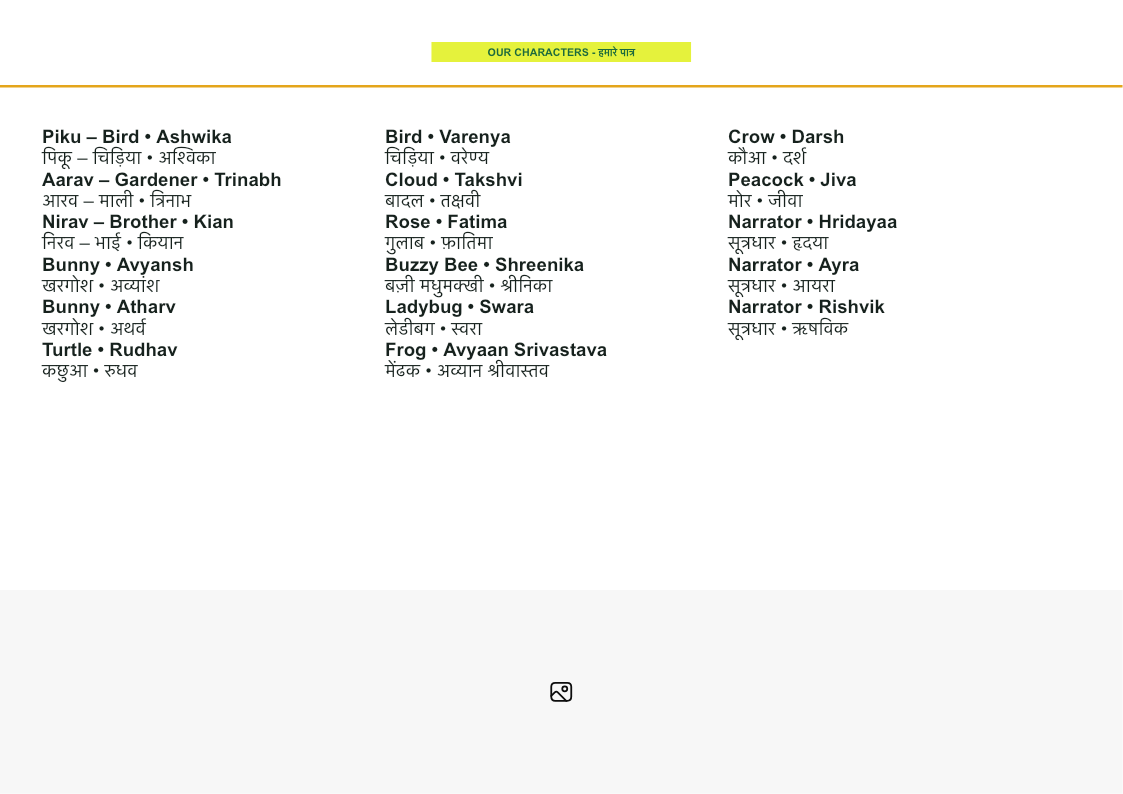 OUR CHARACTERS - हमारे पात्र
Piku – Bird • Ashwika
पिकू – चिड़िया • अश्विका
Aarav – Gardener • Trinabh
आरव – माली • त्रिनाभ
Nirav – Brother • Kian
निरव – भाई • कियान
Bunny • Avyansh
खरगोश • अव्यांश
Bunny • Atharv
खरगोश • अथर्व
Turtle • Rudhav
कछुआ • रुधव
Bird • Varenya
चिड़िया • वरेण्य
Cloud • Takshvi
बादल • तक्षवी
Rose • Fatima
गुलाब • फ़ातिमा
Buzzy Bee • Shreenika
बज़ी मधुमक्खी • श्रीनिका
Ladybug • Swara
लेडीबग • स्वरा
Frog • Avyaan Srivastava
मेंढक • अव्यान श्रीवास्तव
Crow • Darsh
कौआ • दर्श
Peacock • Jiva
मोर • जीवा
Narrator • Hridayaa
सूत्रधार • हृदया
Narrator • Ayra
सूत्रधार • आयरा
Narrator • Rishvik
सूत्रधार • ऋषविक